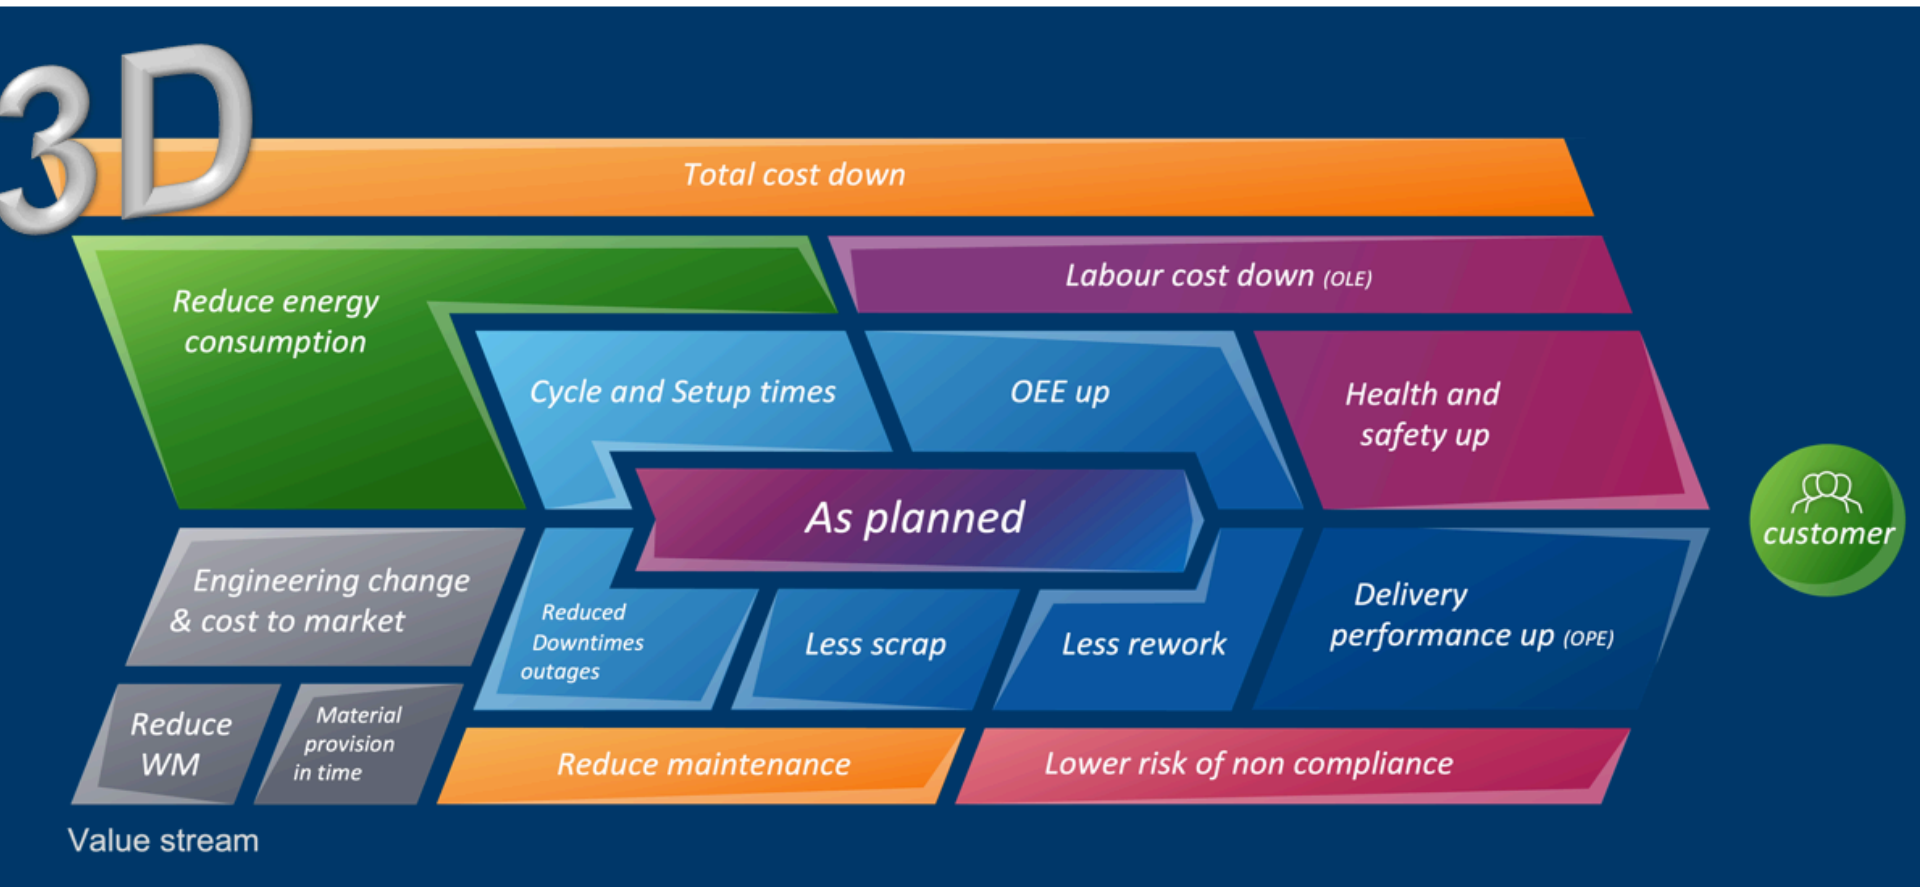 3D
Total cost down
Reduce energy
consumption
Labour cost down (OLE)
Cycle and Setup times
OEE up
Health and
safety up
As planned
customer
Engineering change
& cost to market
Reduced
Downtimes
outages
Less scrap
Less rework
Delivery
performance up (OPE)
Reduce
WM
Material
provision
in time
Reduce maintenance
Lower risk of non compliance
Value stream